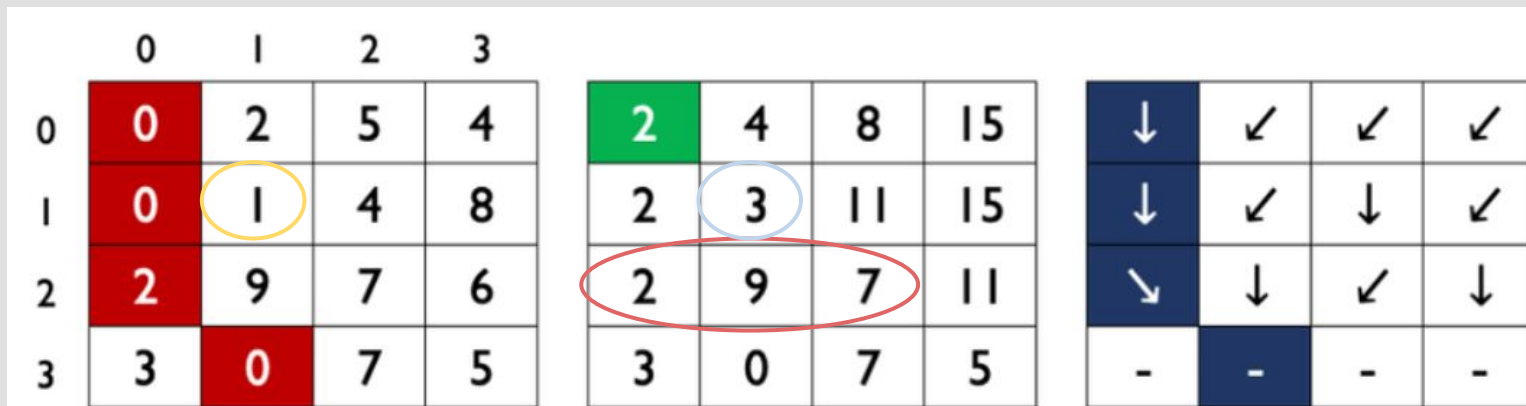 0 1 2 3
0 0 2 5 4 2 4 8 15 ↓ ↙ ↙ ↙
1 0 1 4 8 2 3 11 15 ↓ ↙ ↓ ↙
2 2 9 7 6 2 9 7 11 ↘ ↓ ↙ ↓
3 3 0 7 5 3 0 7 5 - - - -